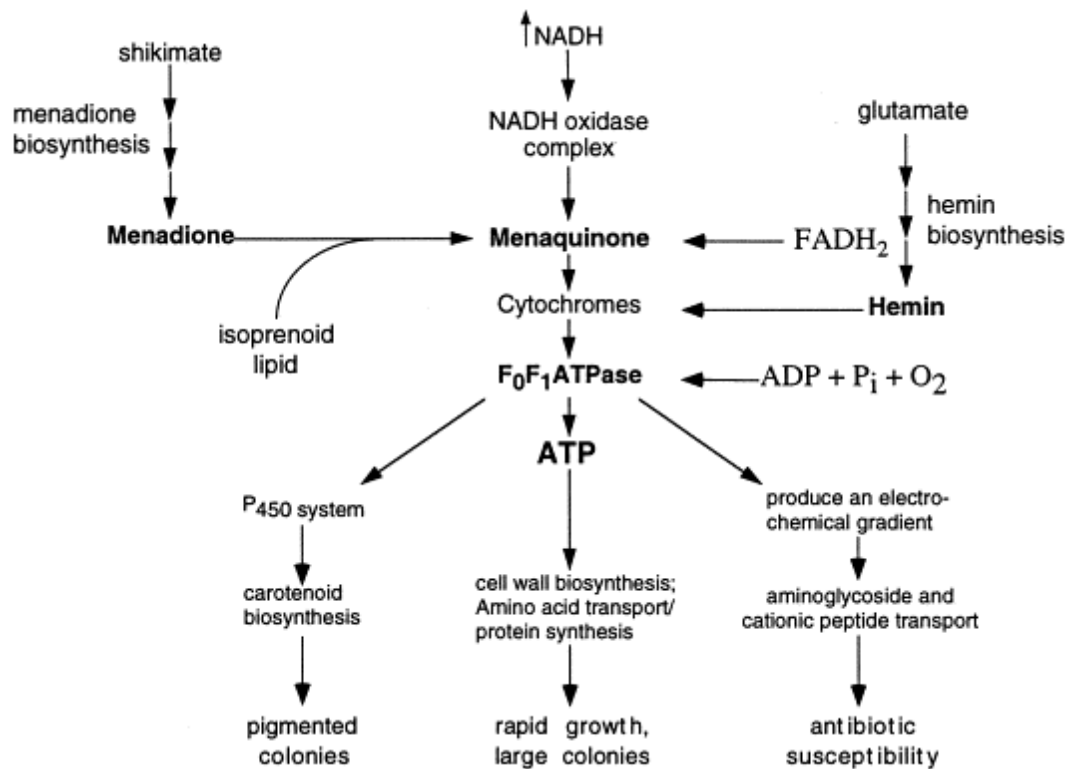 ↑NADH
shikimate
menadione
biosynthesis
NADH oxidase
complex
glutamate
hemin
biosynthesis
Menadione
Menaquinone
FADH₂
Cytochromes
Hemin
isoprenoid
lipid
F₀F₁ATPase
ADP + Pᵢ + O₂
ATP
P₄₅₀ system
produce an electro-
chemical gradient
carotenoid
biosynthesis
cell wall biosynthesis;
Amino acid transport/
protein synthesis
aminoglycoside and
cationic peptide transport
pigmented
colonies
rapid growth,
large colonies
antibiotic
susceptibility